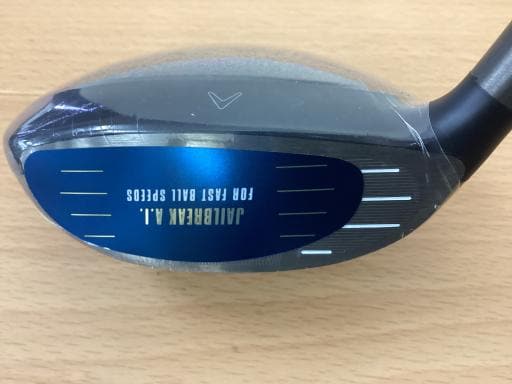 JAILBREAK A.I.
FOR FAST BALL SPEEDS